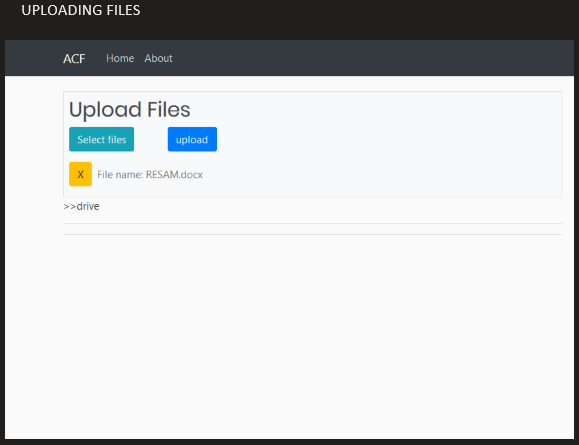 UPLOADING FILES
ACF Home About
Upload Files
Select files upload
X File name: RESAM.docx
>>drive